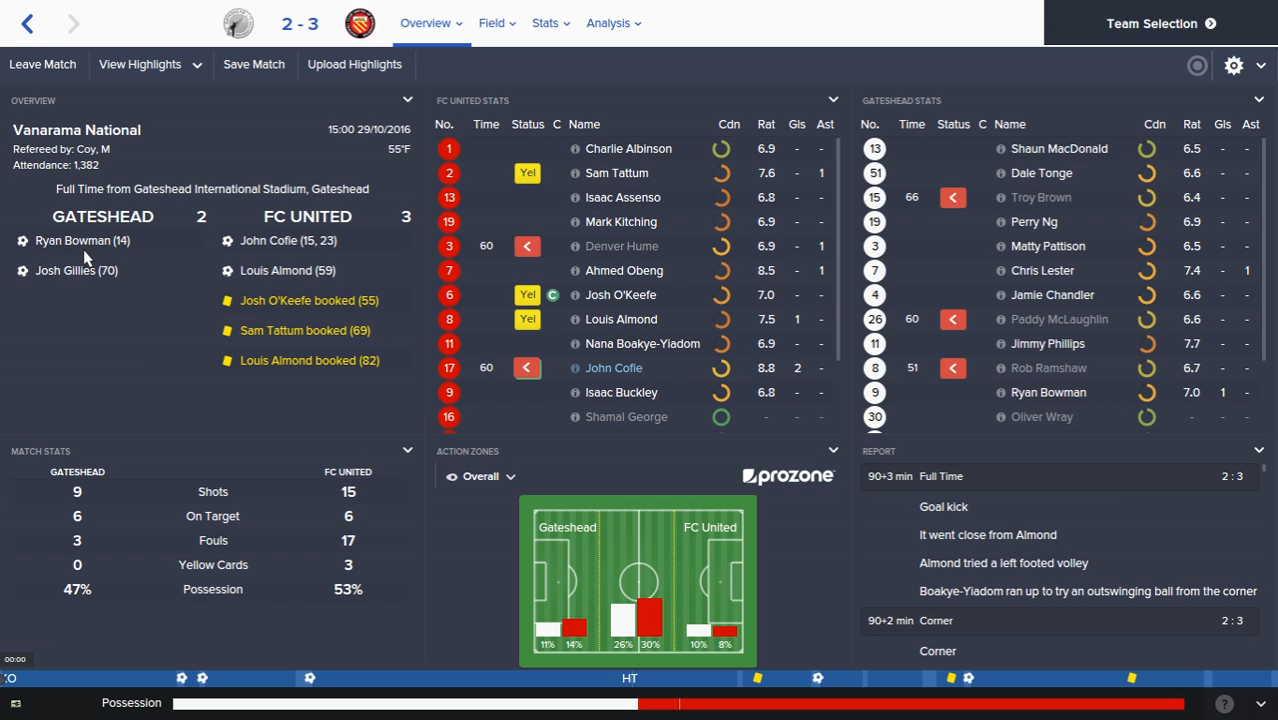 2 - 3
Overview
Field
Stats
Analysis
Team Selection
Leave Match
View Highlights
Save Match
Upload Highlights
OVERVIEW
Vanarama National
15:00 29/10/2016
Refereed by: Coy, M
55°F
Attendance: 1,382
Full Time from Gateshead International Stadium, Gateshead
GATESHEAD 2 FC UNITED 3
Ryan Bowman (14)
John Cofie (15, 23)
Josh Gillies (70)
Louis Almond (59)
Josh O'Keefe booked (55)
Sam Tattum booked (69)
Louis Almond booked (82)
FC UNITED STATS
No. Time Status C Name Cdn Rat Gls Ast
1 Charlie Albinson 6.9 - -
2 Yel Sam Tattum 7.6 - 1
13 Isaac Assenso 6.8 - -
19 Mark Kitching 6.9 - -
3 60 Denver Hume 6.9 - 1
7 Ahmed Obeng 8.5 - 1
6 Yel C Josh O'Keefe 7.0 - -
8 Yel Louis Almond 7.5 1 -
11 Nana Boakye-Yiadom 6.9 - -
17 60 John Cofie 8.8 2 -
9 Isaac Buckley 6.8 - -
16 Shamal George - - -
GATESHEAD STATS
No. Time Status C Name Cdn Rat Gls Ast
13 Shaun MacDonald 6.5 - -
51 Dale Tonge 6.6 - -
15 66 Troy Brown 6.4 - -
19 Perry Ng 6.9 - -
3 Matty Pattison 6.5 - -
7 Chris Lester 7.4 - 1
4 Jamie Chandler 6.6 - -
26 60 Paddy McLaughlin 6.6 - -
11 Jimmy Phillips 7.7 - -
8 51 Rob Ramshaw 6.7 - -
9 Ryan Bowman 7.0 1 -
30 Oliver Wray - - -
MATCH STATS
GATESHEAD FC UNITED
9 Shots 15
6 On Target 6
3 Fouls 17
0 Yellow Cards 3
47% Possession 53%
ACTION ZONES
Overall
prozone
Gateshead FC United
11% 14% 26% 30% 10% 8%
REPORT
90+3 min Full Time 2 : 3
Goal kick
It went close from Almond
Almond tried a left footed volley
Boakye-Yiadom ran up to try an outswinging ball from the corner
90+2 min Corner 2 : 3
Corner
00:00
HT
Possession
?